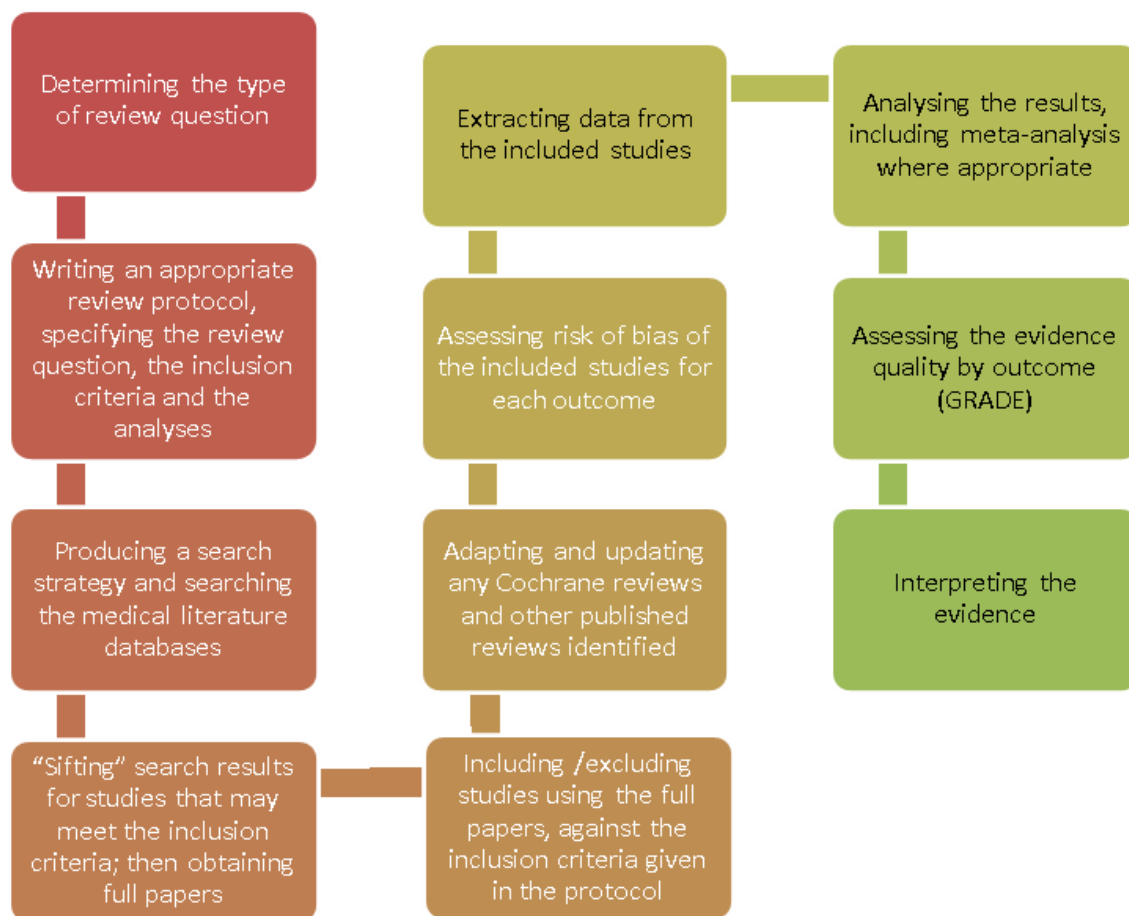 Determining the type
of review question
Writing an appropriate
review protocol,
specifying the review
question, the inclusion
criteria and the
analyses
Producing a search
strategy and searching
the medical literature
databases
“Sifting” search results
for studies that may
meet the inclusion
criteria; then obtaining
full papers
Including /excluding
studies using the full
papers, against the
inclusion criteria given
in the protocol
Adapting and updating
any Cochrane reviews
and other published
reviews identified
Assessing risk of bias of
the included studies for
each outcome
Extracting data from
the included studies
Analysing the results,
including meta-analysis
where appropriate
Assessing the evidence
quality by outcome
(GRADE)
Interpreting the
evidence